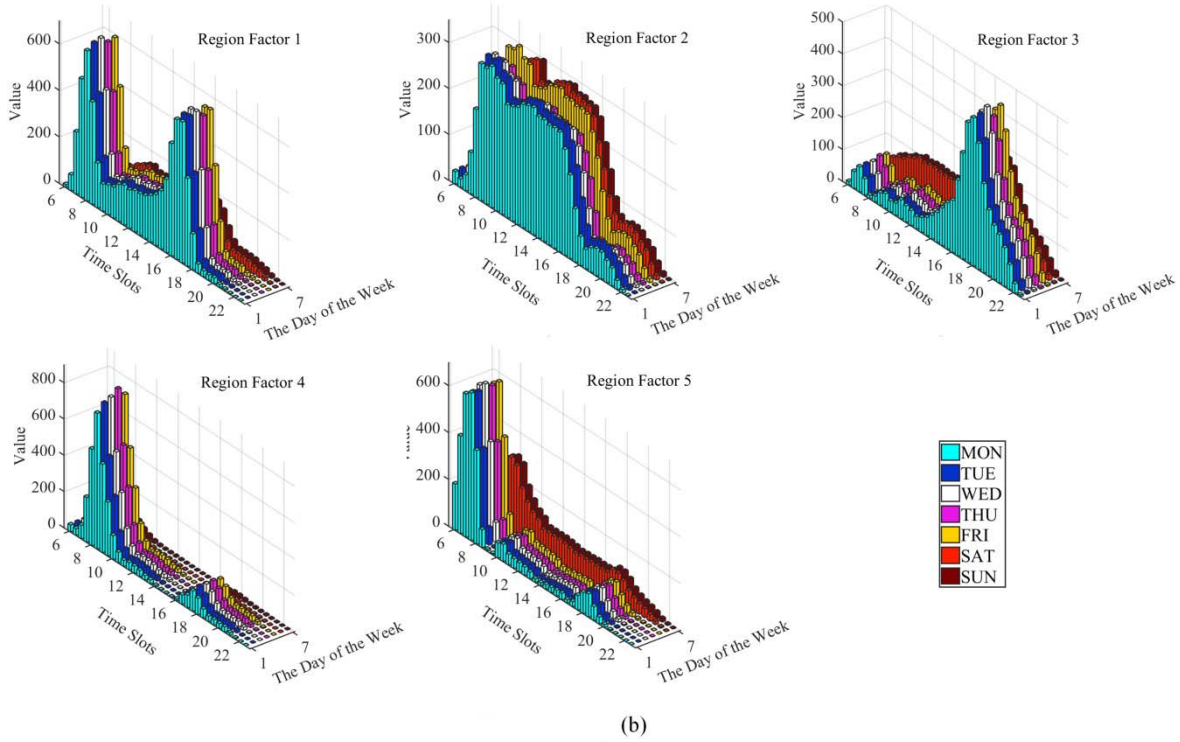 Region Factor 1
Value
600
400
200
0
6
8
10
12
14
16
18
20
22
Time Slots
1
7
The Day of the Week
Region Factor 2
Value
300
200
100
0
6
8
10
12
14
16
18
20
22
Time Slots
1
7
The Day of the Week
Region Factor 3
Value
500
400
300
200
100
0
6
8
10
12
14
16
18
20
22
Time Slots
1
7
The Day of the Week
Region Factor 4
Value
800
600
400
200
0
6
8
10
12
14
16
18
20
22
Time Slots
1
7
The Day of the Week
Region Factor 5
600
400
200
0
6
8
10
12
14
16
18
20
22
Time Slots
1
7
The Day of the Week
MON
TUE
WED
THU
FRI
SAT
SUN
(b)